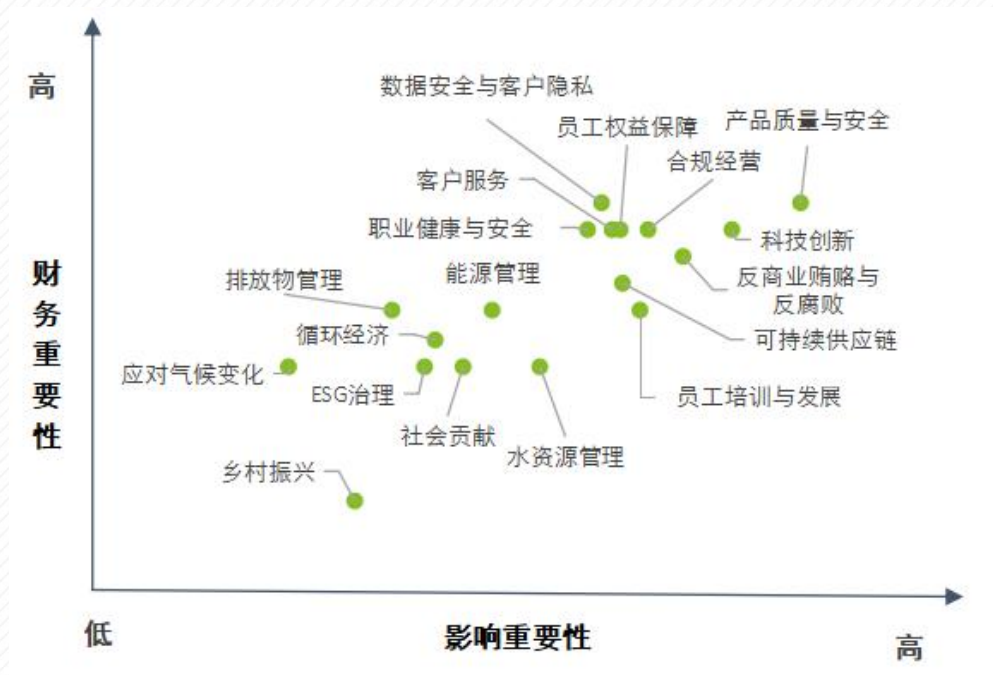 高
数据安全与客户隐私
员工权益保障
产品质量与安全
合规经营
客户服务
职业健康与安全
科技创新
财务重要性
排放物管理
能源管理
反商业贿赂与
反腐败
循环经济
可持续供应链
应对气候变化
ESG治理
员工培训与发展
社会贡献
水资源管理
乡村振兴
低
影响重要性
高